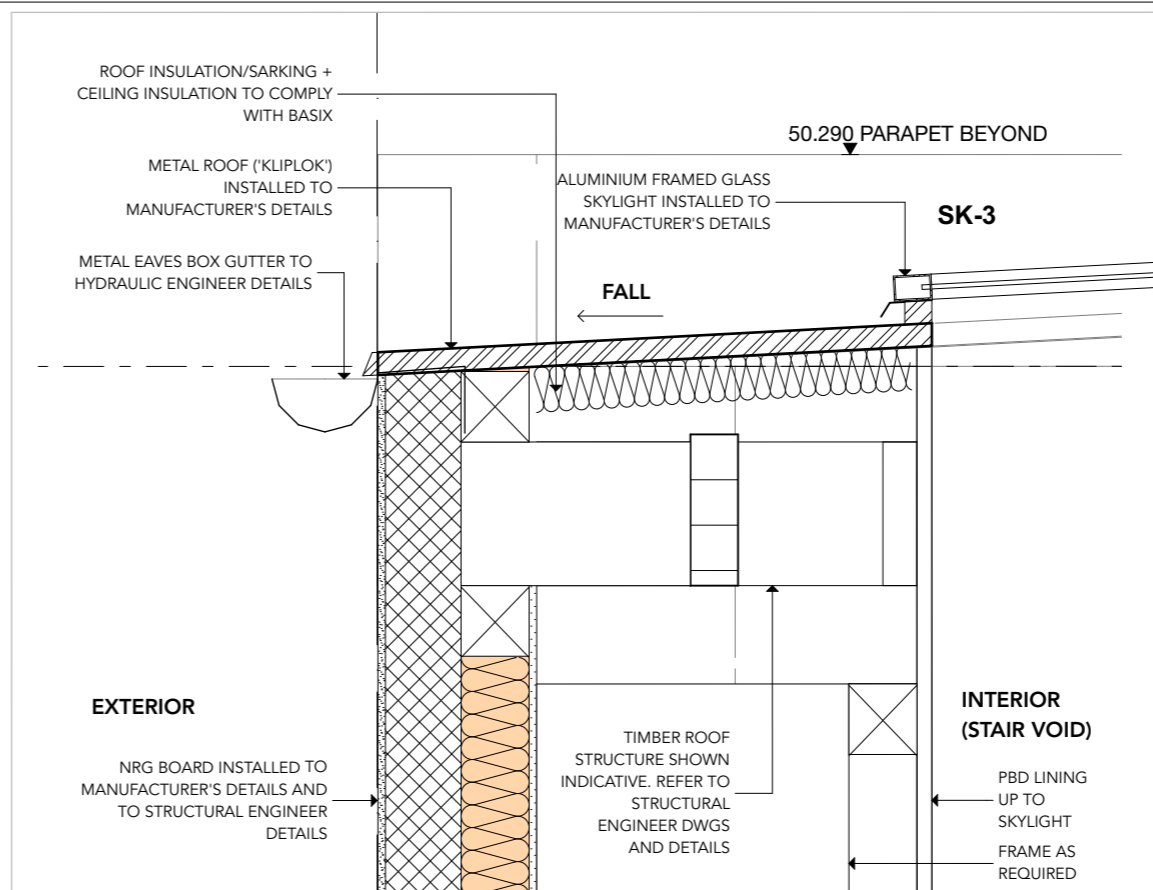 ROOF INSULATION/SARKING +
CEILING INSULATION TO COMPLY
WITH BASIX
50.290 PARAPET BEYOND
METAL ROOF ('KLIPLOK')
INSTALLED TO
MANUFACTURER'S DETAILS
ALUMINIUM FRAMED GLASS
SKYLIGHT INSTALLED TO
MANUFACTURER'S DETAILS
SK-3
METAL EAVES BOX GUTTER TO
HYDRAULIC ENGINEER DETAILS
FALL
EXTERIOR
NRG BOARD INSTALLED TO
MANUFACTURER'S DETAILS AND
TO STRUCTURAL ENGINEER
DETAILS
TIMBER ROOF
STRUCTURE SHOWN
INDICATIVE. REFER TO
STRUCTURAL
ENGINEER DWGS
AND DETAILS
INTERIOR
(STAIR VOID)
PBD LINING
UP TO
SKYLIGHT
FRAME AS
REQUIRED